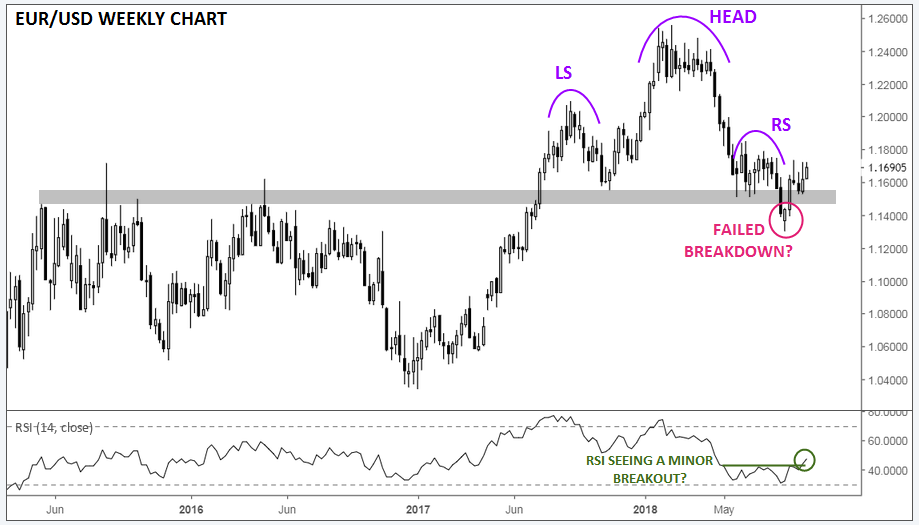 EUR/USD WEEKLY CHART
HEAD
LS
RS
FAILED
BREAKDOWN?
1.26000
1.24000
1.22000
1.20000
1.18000
1.16905
1.16000
1.14000
1.12000
1.10000
1.08000
1.06000
1.04000
RSI (14, close)
RSI SEEING A MINOR
BREAKOUT?
80.0000
60.0000
40.0000
Jun
2016
Jun
2017
Jun
2018
May